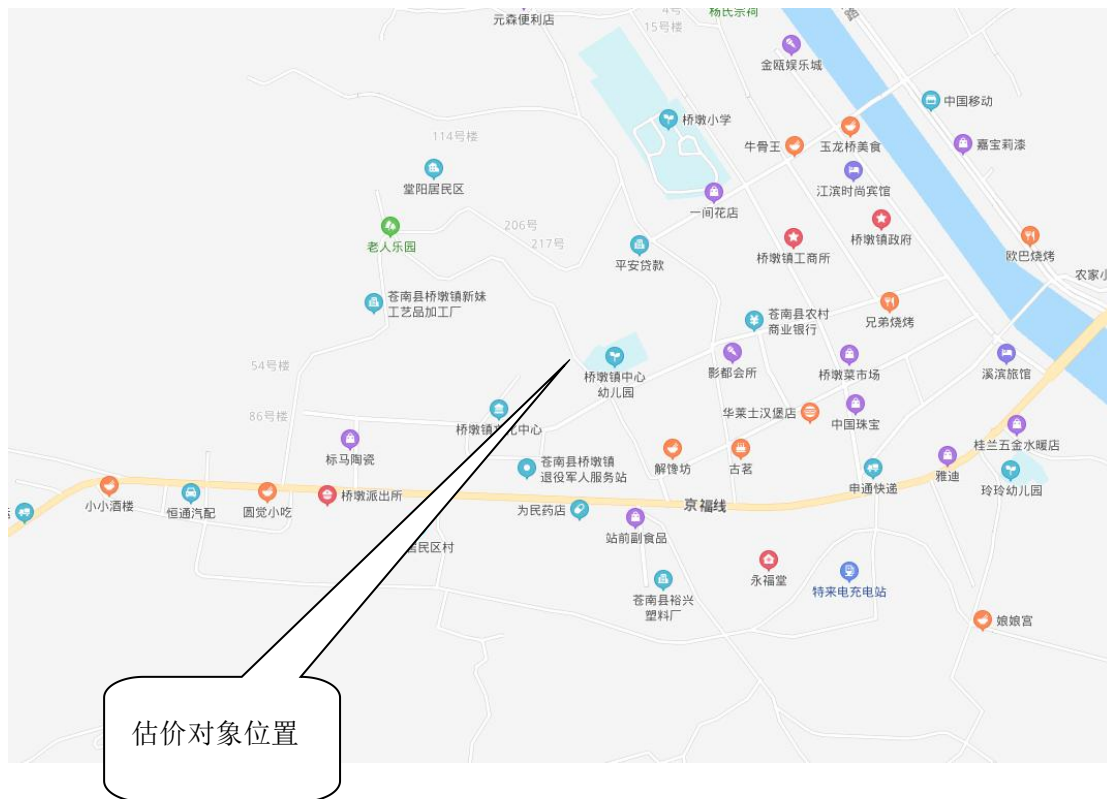 元森便利店
4号
15号楼
杨氏宗祠
金瓯娱乐城
中国移动
114号楼
桥墩小学
牛骨王
玉龙桥美食
嘉宝莉漆
堂阳居民区
江滨时尚宾馆
一间花店
206号
217号
老人乐园
平安贷款
桥墩镇工商所
桥墩镇政府
欧巴烧烤
农家小
苍南县桥墩镇新妹
工艺品加工厂
苍南县农村
商业银行
兄弟烧烤
54号楼
桥墩镇中心
幼儿园
影都会所
桥墩菜市场
溪滨旅馆
86号楼
桥墩镇文化中心
华莱士汉堡店
中国珠宝
标马陶瓷
苍南县桥墩镇
退役军人服务站
解馋坊
古茗
桂兰五金水暖店
申通快递
雅迪
玲玲幼儿园
小小酒楼
恒通汽配
圆觉小吃
桥墩派出所
为民药店
京福线
站前副食品
居民区村
永福堂
特来电充电站
苍南县裕兴
塑料厂
娘娘宫
估价对象位置